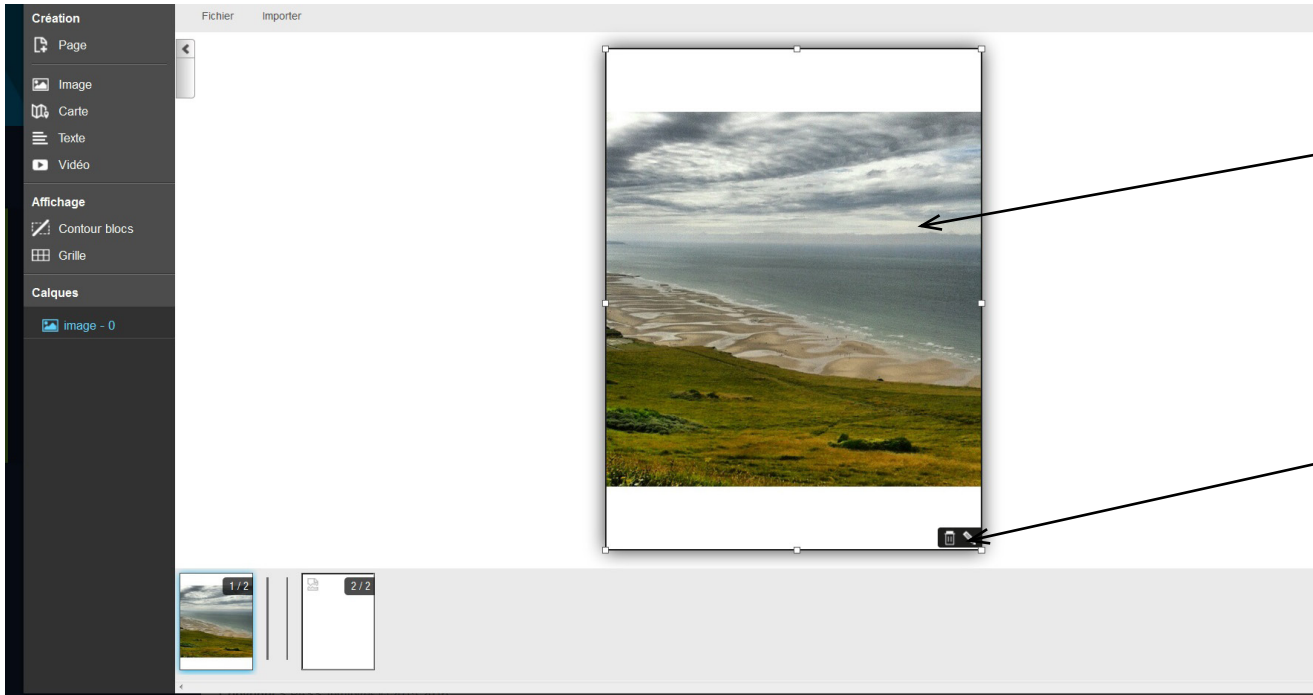 Création
Fichier Importer
Page
Image
Carte
Texte
Vidéo
Affichage
Contour blocs
Grille
Calques
image - 0
1 / 2
2 / 2